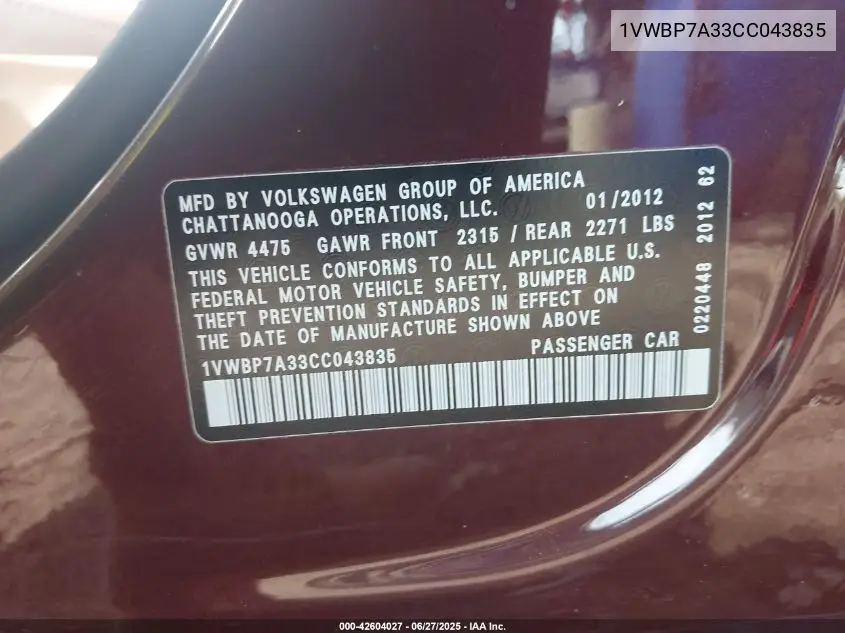 1VWBP7A33CC043835
MFD BY VOLKSWAGEN GROUP OF AMERICA
CHATTANOOGA OPERATIONS, LLC. 01/2012
GVWR 4475 GAWR FRONT 2315 / REAR 2271 LBS
THIS VEHICLE CONFORMS TO ALL APPLICABLE U.S.
FEDERAL MOTOR VEHICLE SAFETY, BUMPER AND
THEFT PREVENTION STANDARDS IN EFFECT ON
THE DATE OF MANUFACTURE SHOWN ABOVE
1VWBP7A33CC043835 PASSENGER CAR
0220448 2012 62
000-42604027 - 06/27/2025 - IAA Inc.